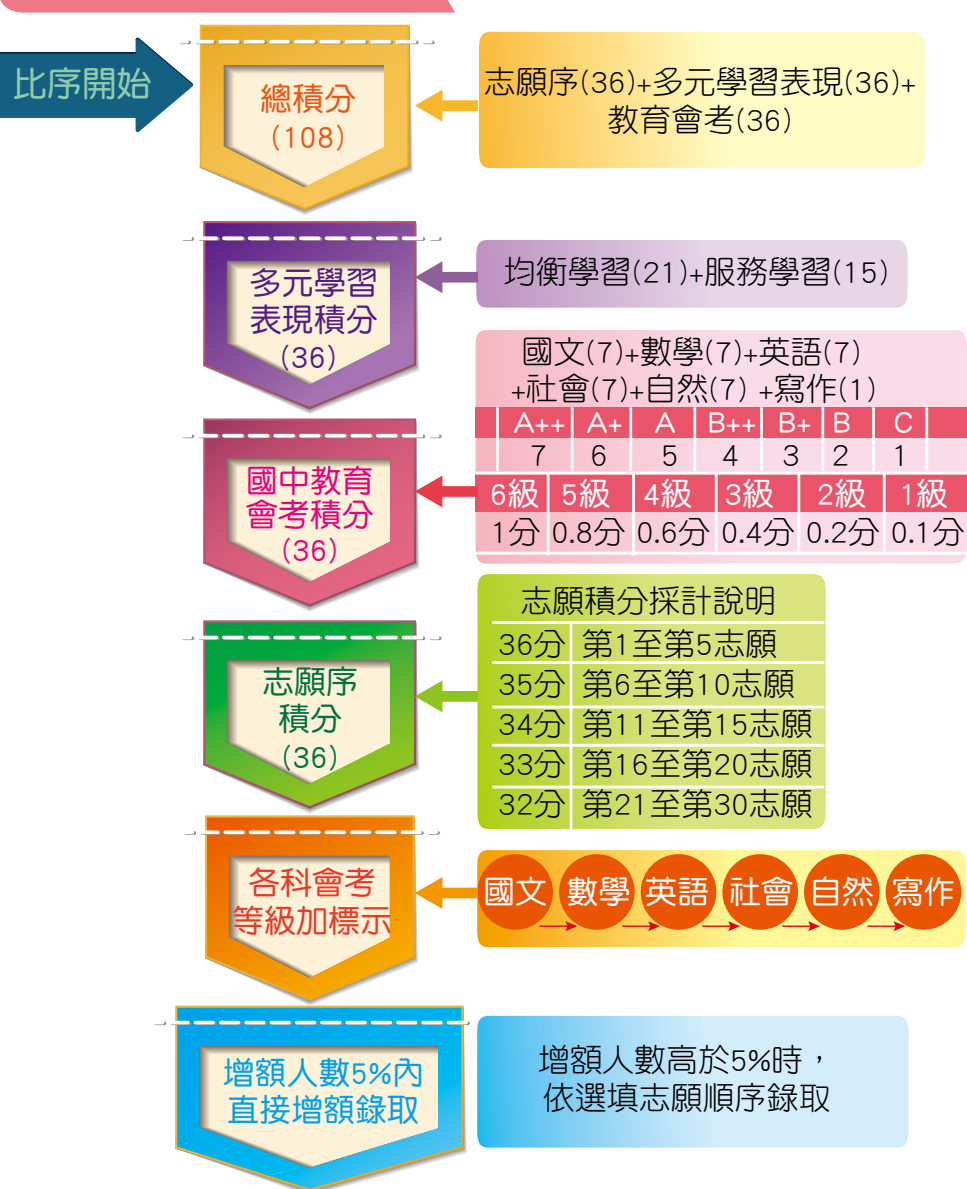 比序開始
總積分
(108)
志願序(36)+多元學習表現(36)+
教育會考(36)
多元學習
表現積分
(36)
均衡學習(21)+服務學習(15)
國中教育
會考積分
(36)
國文(7)+數學(7)+英語(7)
+社會(7)+自然(7) +寫作(1)
A++ A+ A B++ B+ B C
7 6 5 4 3 2 1
6級 5級 4級 3級 2級 1級
1分 0.8分 0.6分 0.4分 0.2分 0.1分
志願序
積分
(36)
志願積分採計說明
36分 第1至第5志願
35分 第6至第10志願
34分 第11至第15志願
33分 第16至第20志願
32分 第21至第30志願
各科會考
等級加標示
國文 數學 英語 社會 自然 寫作
增額人數5%內
直接增額錄取
增額人數高於5%時，
依選填志願順序錄取